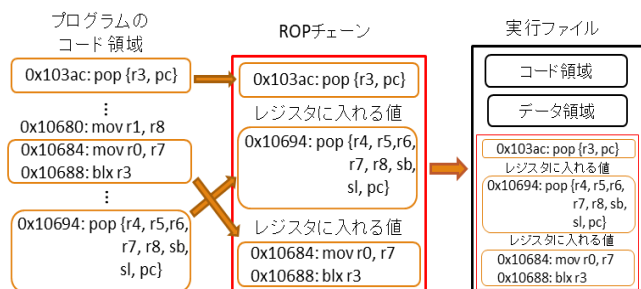 プログラムの
コード領域
0x103ac: pop {r3, pc}
⋮
0x10680: mov r1, r8
0x10684: mov r0, r7
0x10688: blx r3
⋮
0x10694: pop {r4, r5,r6,
r7, r8, sb,
sl, pc}
ROPチェーン
0x103ac: pop {r3, pc}
レジスタに入れる値
0x10694: pop {r4, r5,r6,
r7, r8, sb,
sl, pc}
レジスタに入れる値
0x10684: mov r0, r7
0x10688: blx r3
実行ファイル
コード領域
データ領域
0x103ac: pop {r3, pc}
レジスタに入れる値
0x10694: pop {r4, r5,r6,
r7, r8, sb,
sl, pc}
レジスタに入れる値
0x10684: mov r0, r7
0x10688: blx r3